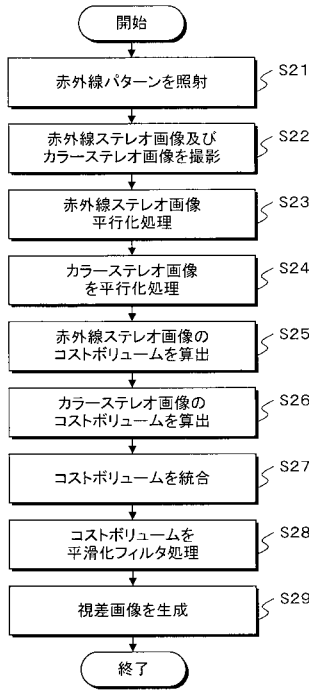 開始
赤外線パターンを照射
S21
赤外線ステレオ画像及び
カラーステレオ画像を撮影
S22
赤外線ステレオ画像
平行化処理
S23
カラーステレオ画像
を平行化処理
S24
赤外線ステレオ画像の
コストボリュームを算出
S25
カラーステレオ画像の
コストボリュームを算出
S26
コストボリュームを統合
S27
コストボリュームを
平滑化フィルタ処理
S28
視差画像を生成
S29
終了